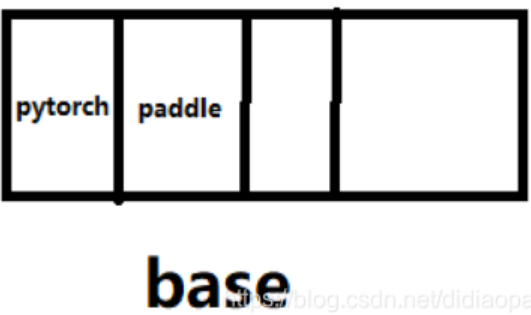 pytorch paddle
base
https://blog.csdn.net/didiaopa